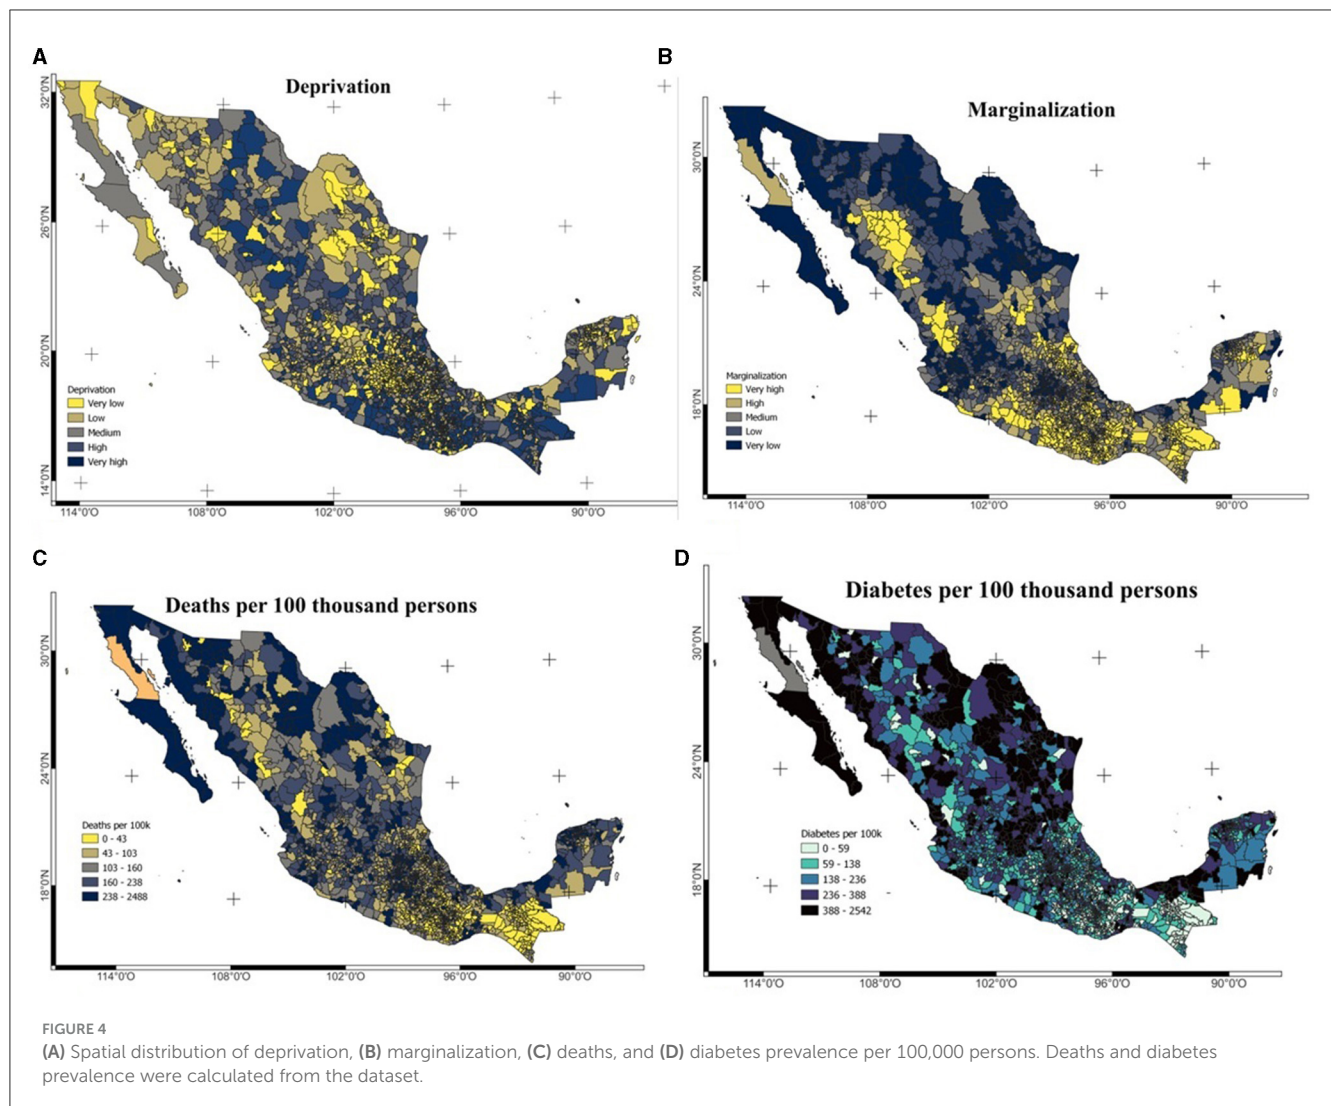 A
Deprivation
32°0'N
26°0'N
20°0'N
14°0'N
Deprivation
Very low
Low
Medium
High
Very high
114°0'O
108°0'O
102°0'O
96°0'O
90°0'O
B
Marginalization
30°0'N
24°0'N
18°0'N
Marginalization
Very high
High
Medium
Low
Very low
114°0'O
108°0'O
102°0'O
96°0'O
90°0'O
C
Deaths per 100 thousand persons
30°0'N
24°0'N
18°0'N
Deaths per 100k
0 - 43
43 - 103
103 - 160
160 - 238
238 - 2488
114°0'O
108°0'O
102°0'O
96°0'O
90°0'O
D
Diabetes per 100 thousand persons
30°0'N
24°0'N
18°0'N
Diabetes per 100k
0 - 59
59 - 138
138 - 236
236 - 388
388 - 2542
114°0'O
108°0'O
102°0'O
96°0'O
90°0'O
FIGURE 4
(A) Spatial distribution of deprivation, (B) marginalization, (C) deaths, and (D) diabetes prevalence per 100,000 persons. Deaths and diabetes
prevalence were calculated from the dataset.